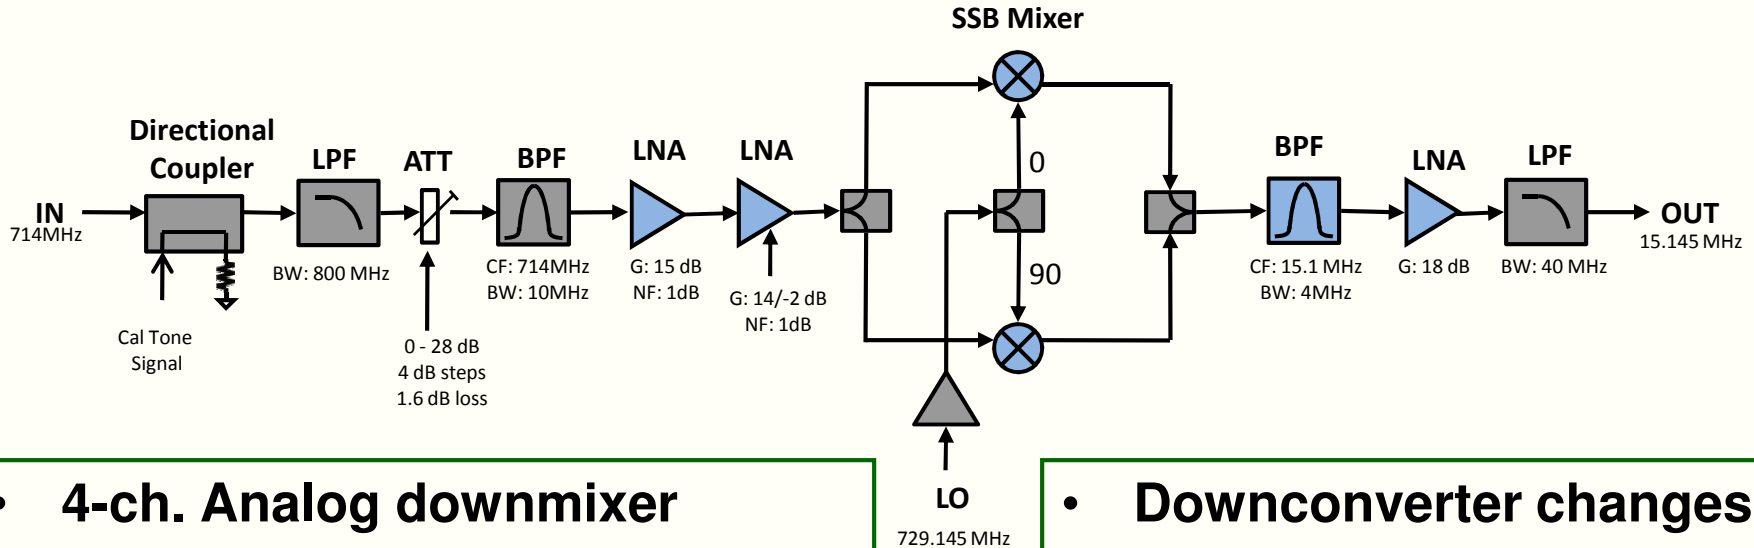 SSB Mixer
Directional
Coupler
LPF
ATT
BPF
LNA
LNA
0
BPF
LNA
LPF
IN
714MHz
OUT
15.145 MHz
BW: 800 MHz
CF: 714MHz
BW: 10MHz
G: 15 dB
NF: 1dB
G: 14/-2 dB
NF: 1dB
90
CF: 15.1 MHz
BW: 4MHz
G: 18 dB
BW: 40 MHz
Cal Tone
Signal
0 - 28 dB
4 dB steps
1.6 dB loss
LO
729.145 MHz
• 4-ch. Analog downmixer
• Downconverter changes